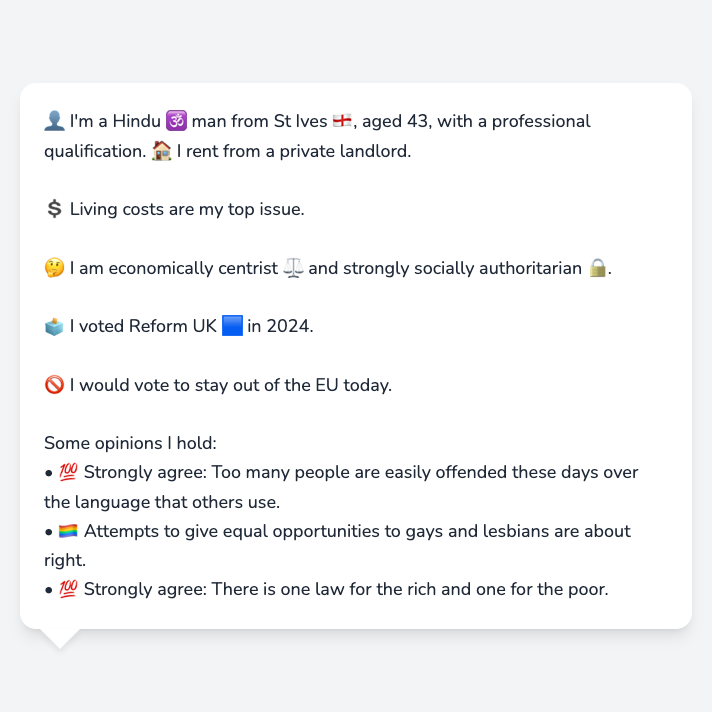 👤 I'm a Hindu 🕉️ man from St Ives 🏴󠁧󠁢󠁥󠁮󠁧󠁿, aged 43, with a professional
qualification. 🏠 I rent from a private landlord.
💲 Living costs are my top issue.
🤔 I am economically centrist ⚖️ and strongly socially authoritarian 🔒.
🗳️ I voted Reform UK 🟦 in 2024.
🚫 I would vote to stay out of the EU today.
Some opinions I hold:
• 💯 Strongly agree: Too many people are easily offended these days over
the language that others use.
• 🏳️‍🌈 Attempts to give equal opportunities to gays and lesbians are about
right.
• 💯 Strongly agree: There is one law for the rich and one for the poor.